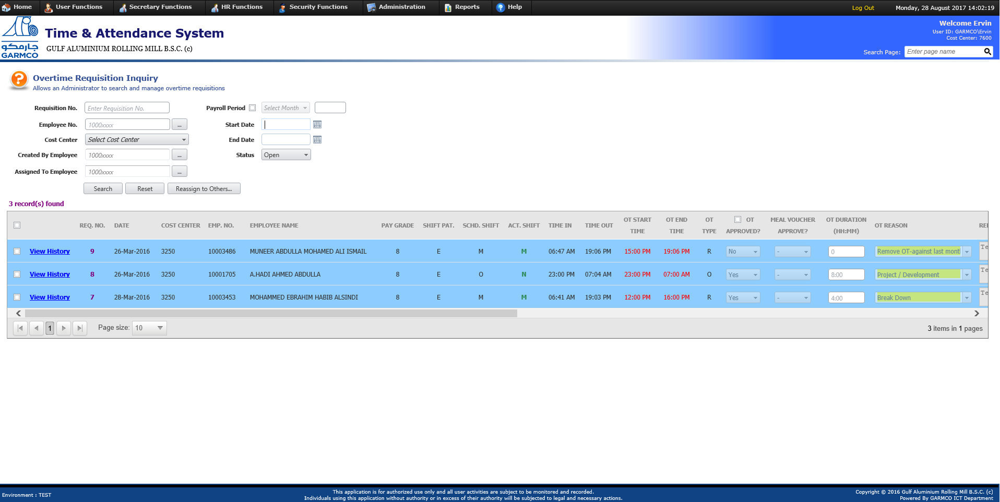 Home User Functions Secretary Functions HR Functions Security Functions Administration Reports Help Log Out Monday, 28 August 2017 14:02:19
Welcome Ervin
User ID: GARMCO\Ervin
Cost Center: 7600
Search Page: Enter page name
جارمكو
GARMCO
Time & Attendance System
GULF ALUMINIUM ROLLING MILL B.S.C. (c)
Overtime Requisition Inquiry
Allows an Administrator to search and manage overtime requisitions
Requisition No. Enter Requisition No. Payroll Period Select Month
Employee No. 1000xxxx ... Start Date
Cost Center Select Cost Center End Date
Created By Employee 1000xxxx ... Status Open
Assigned To Employee 1000xxxx ...
Search Reset Reassign to Others...
3 record(s) found
REQ. NO. DATE COST CENTER EMP. NO. EMPLOYEE NAME PAY GRADE SHIFT PAT. SCHD. SHIFT ACT. SHIFT TIME IN TIME OUT OT START TIME OT END TIME OT TYPE OT APPROVED? MEAL VOUCHER APPROVE? OT DURATION (HH:MM) OT REASON
View History 9 26-Mar-2016 3250 10003486 MUNEER ABDULLA MOHAMED ALI ISMAIL 8 E M M 06:47 AM 19:06 PM 15:00 PM 19:06 PM R No - 0 Remove OT-against last mont Te
View History 8 26-Mar-2016 3250 10001705 A.HADI AHMED ABDULLA 8 E O N 23:00 PM 07:04 AM 23:00 PM 07:00 AM O Yes - 8:00 Project / Development Te
View History 7 28-Mar-2016 3250 10003453 MOHAMMED EBRAHIM HABIB ALSINDI 8 E M M 06:41 AM 19:03 PM 12:00 PM 16:00 PM R Yes - 4:00 Break Down Te
1 Page size: 10 3 items in 1 pages
Environment : TEST
This application is for authorized use only and all user activities are subject to be monitored and recorded.
Individuals using this application without authority or in excess of their authority will be subjected to legal and necessary actions.
Copyright © 2016 Gulf Aluminium Rolling Mill B.S.C. (c)
Powered By GARMCO ICT Department